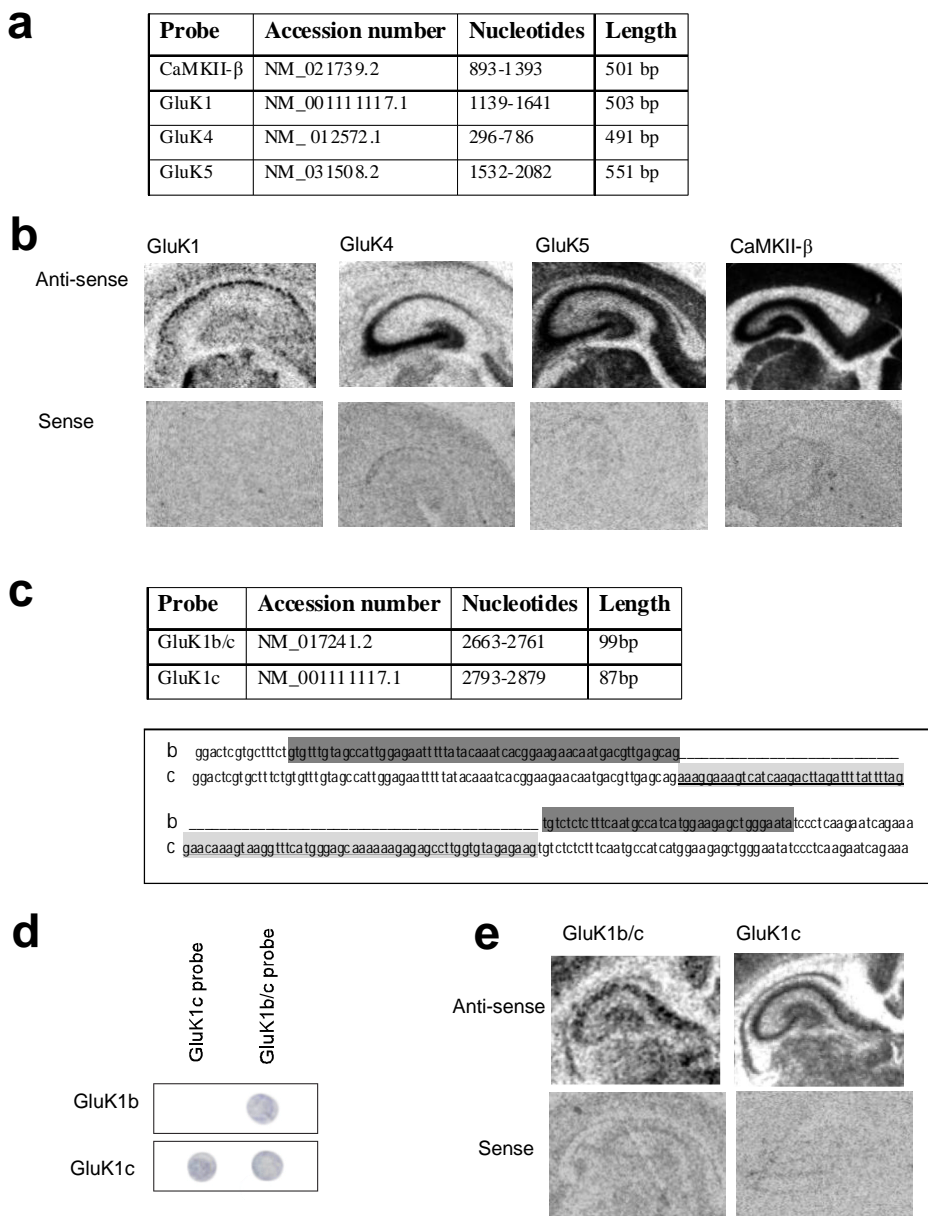 a
Probe Accession number Nucleotides Length
CaMKII-β NM_021739.2 893-1393 501 bp
GluK1 NM_001111117.1 1139-1641 503 bp
GluK4 NM_ 012572.1 296-786 491 bp
GluK5 NM_031508.2 1532-2082 551 bp
b
GluK1 GluK4 GluK5 CaMKII-β
Anti-sense
Sense
c
Probe Accession number Nucleotides Length
GluK1b/c NM_017241.2 2663-2761 99bp
GluK1c NM_001111117.1 2793-2879 87bp
b ggactcgtgctttctgtgtttgtagccattggagaatttttatacaaatcacggaagaacaatgacgttgagcag
c ggactcgtgctttctgtgtttgtagccattggagaatttttatacaaatcacggaagaacaatgacgttgagcagaaaggaaagtcatcaagacttagattttattttag
b tgtctctctttcaatgccatcatggaagagctgggaatatccctcaagaatcagaaa
c gaacaaagtaaggtttcatgggagcaaaaaagagagccttggtgtagagaagtgtctctctttcaatgccatcatggaagagctgggaatatccctcaagaatcagaaa
d
GluK1c probe
GluK1b/c probe
GluK1b
GluK1c
e
GluK1b/c GluK1c
Anti-sense
Sense